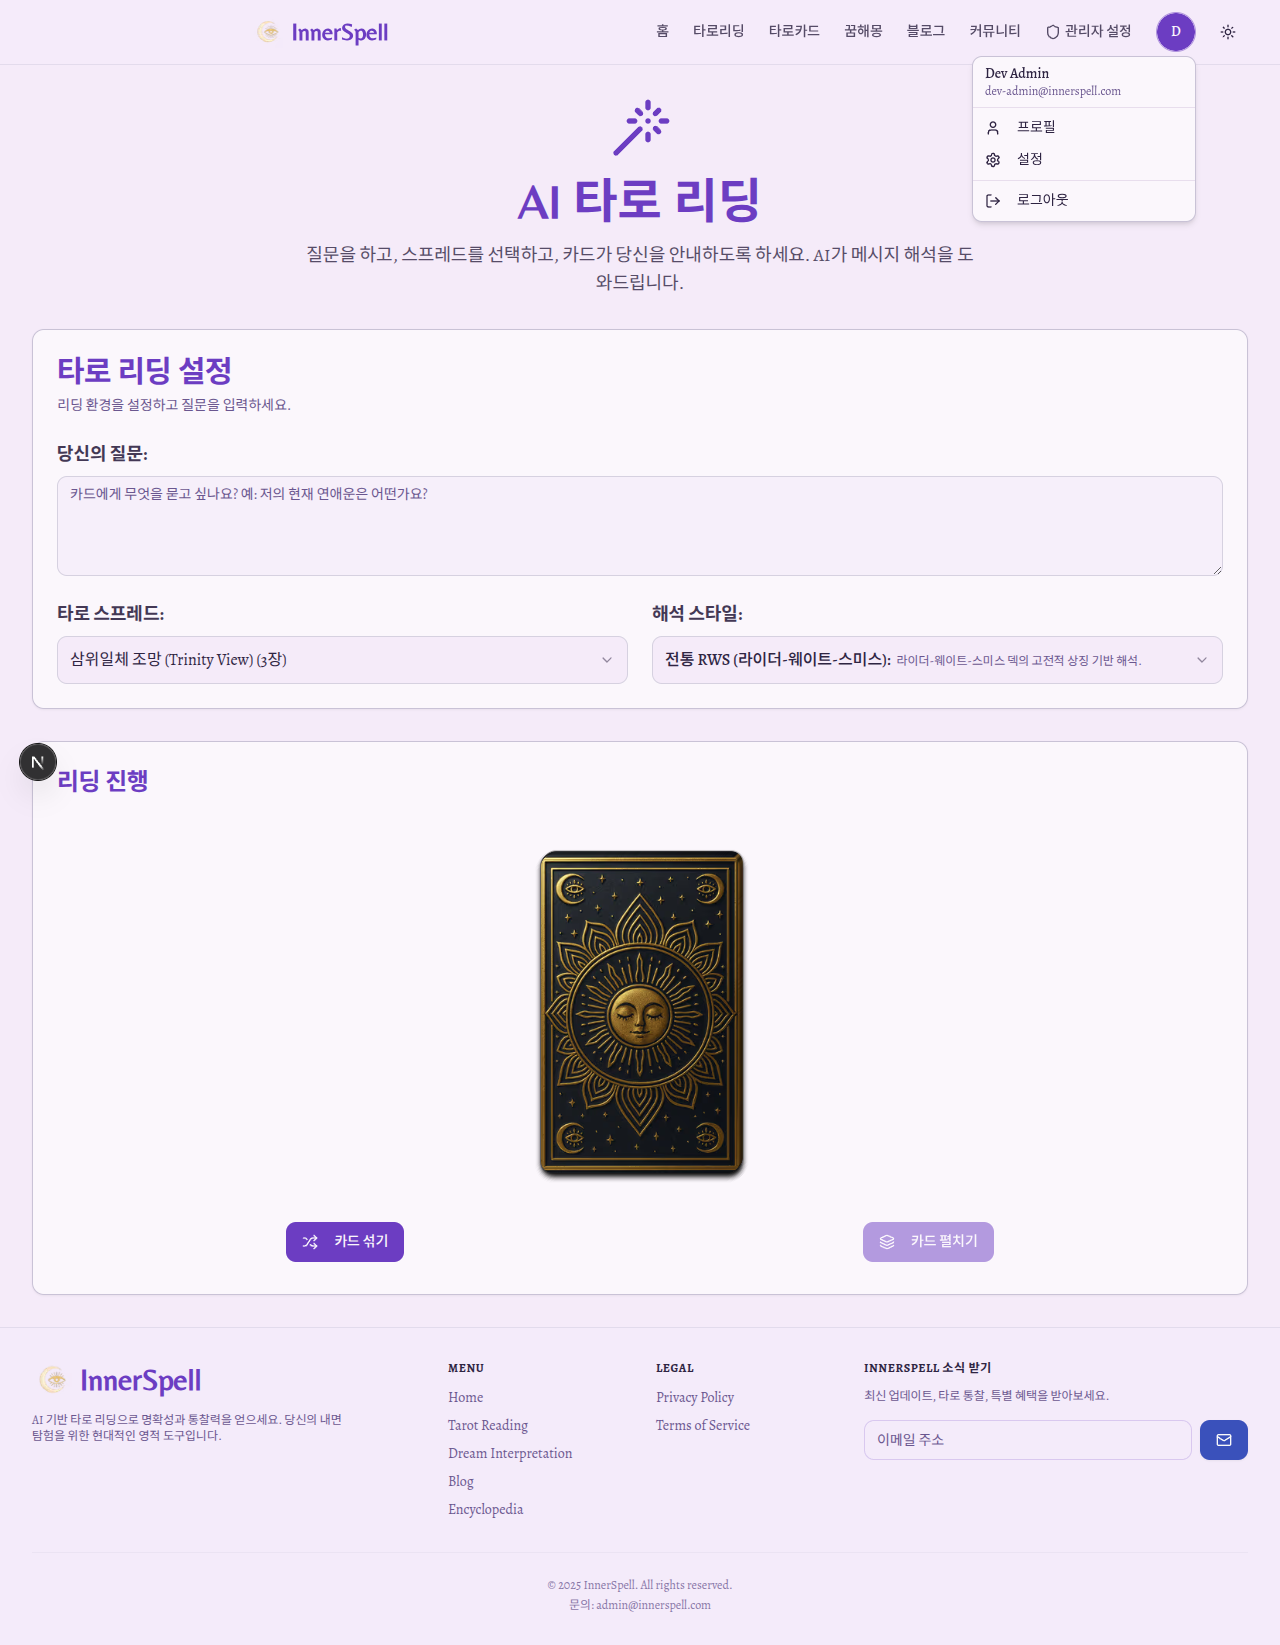 InnerSpell
홈
타로리딩
타로카드
꿈해몽
블로그
커뮤니티
관리자 설정
D
Dev Admin
dev-admin@innerspell.com
프로필
설정
로그아웃
AI 타로 리딩
질문을 하고, 스프레드를 선택하고, 카드가 당신을 안내하도록 하세요. AI가 메시지 해석을 도
와드립니다.
타로 리딩 설정
리딩 환경을 설정하고 질문을 입력하세요.
당신의 질문:
카드에게 무엇을 묻고 싶나요? 예: 저의 현재 연애운은 어떤가요?
타로 스프레드:
삼위일체 조망 (Trinity View) (3장)
해석 스타일:
전통 RWS (라이더-웨이트-스미스): 라이더-웨이트-스미스 덱의 고전적 상징 기반 해석.
N
리딩 진행
카드 섞기
카드 펼치기
InnerSpell
AI 기반 타로 리딩으로 명확성과 통찰력을 얻으세요. 당신의 내면
탐험을 위한 현대적인 영적 도구입니다.
MENU
Home
Tarot Reading
Dream Interpretation
Blog
Encyclopedia
LEGAL
Privacy Policy
Terms of Service
INNERSPELL 소식 받기
최신 업데이트, 타로 통찰, 특별 혜택을 받아보세요.
이메일 주소
© 2025 InnerSpell. All rights reserved.
문의: admin@innerspell.com